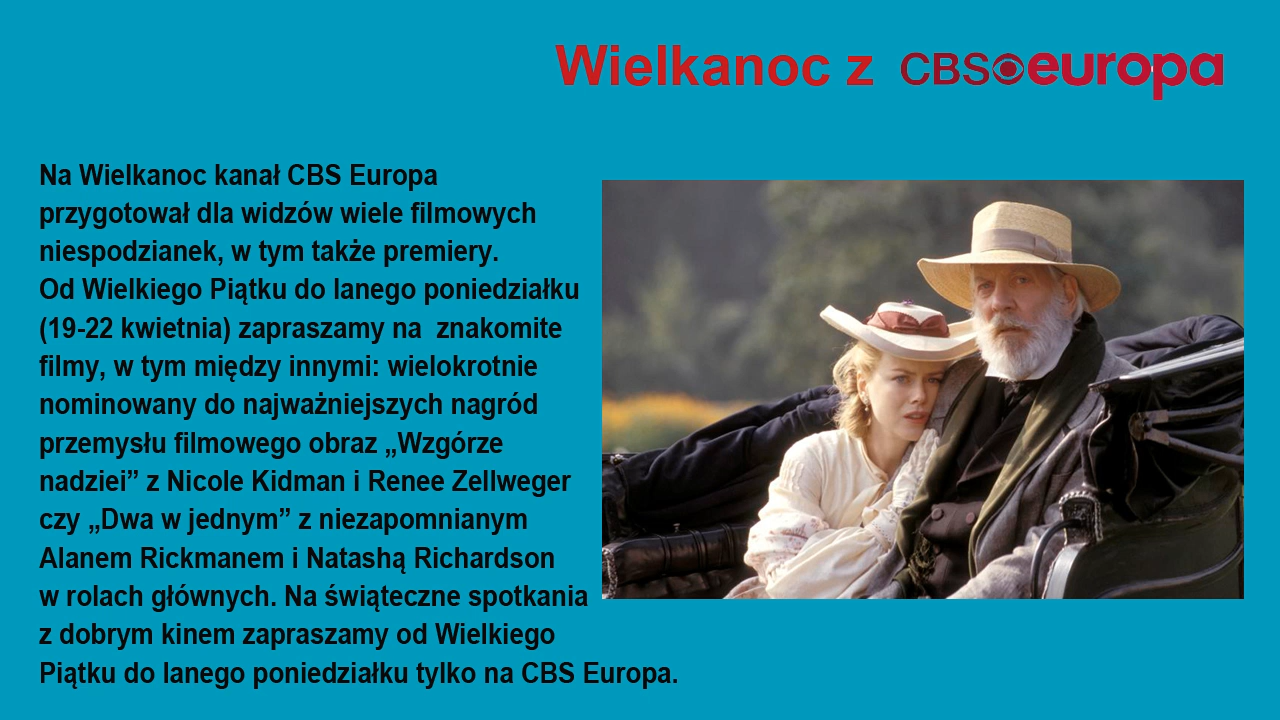 Wielkanoc z CBS europa
Na Wielkanoc kanał CBS Europa
przygotował dla widzów wiele filmowych
niespodzianek, w tym także premiery.
Od Wielkiego Piątku do lanego poniedziałku
(19-22 kwietnia) zapraszamy na  znakomite
filmy, w tym między innymi: wielokrotnie
nominowany do najważniejszych nagród
przemysłu filmowego obraz „Wzgórze
nadziei” z Nicole Kidman i Renee Zellweger
czy „Dwa w jednym” z niezapomnianym
Alanem Rickmanem i Natashą Richardson
w rolach głównych. Na świąteczne spotkania
z dobrym kinem zapraszamy od Wielkiego
Piątku do lanego poniedziałku tylko na CBS Europa.